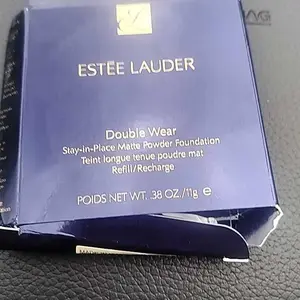 ESTĒE LAUDER
Double Wear
Stay-In-Place Matte Powder Foundation
Teint longue tenue poudre mat
Refill/Recharge
POIDS NET WT. .38 OZ./11g e